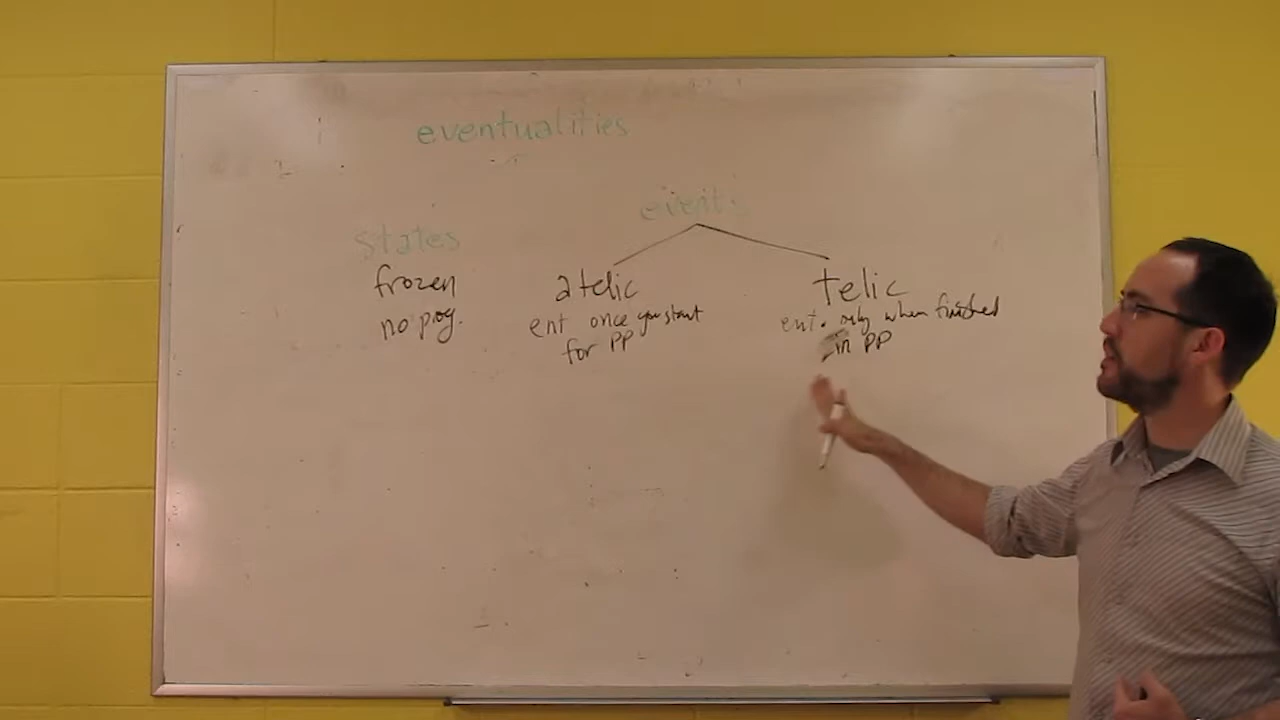 eventualities
events
states
frozen
no prog.
atelic
ent once you start
for PP
telic
ent. only when finished
in PP